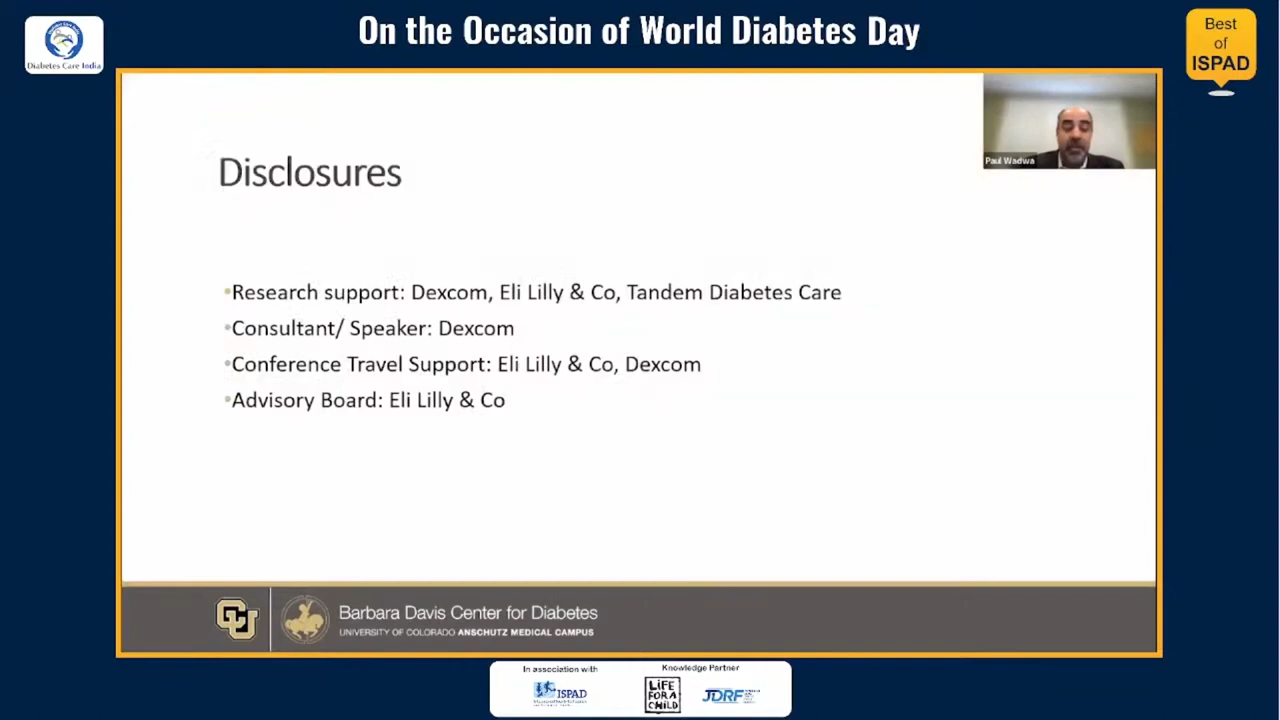 On the Occasion of World Diabetes Day
Diabetes Care India
Best
of
ISPAD
Paul Wadwa
Disclosures
•Research support: Dexcom, Eli Lilly & Co, Tandem Diabetes Care
•Consultant/ Speaker: Dexcom
•Conference Travel Support: Eli Lilly & Co, Dexcom
•Advisory Board: Eli Lilly & Co
CU
Barbara Davis Center for Diabetes
UNIVERSITY OF COLORADO ANSCHUTZ MEDICAL CAMPUS
In association with
ISPAD
Knowledge Partner
LiFE
FOR A
CHiLD
JDRF